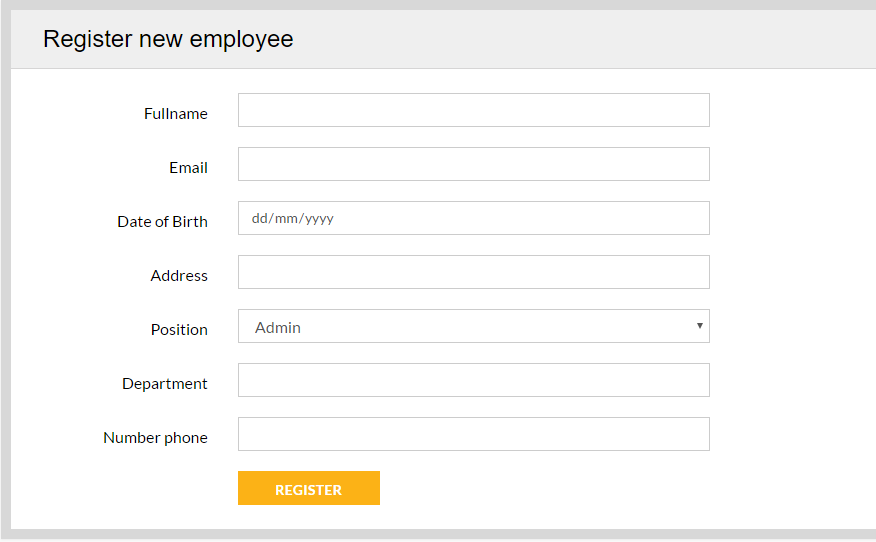 Register new employee
Fullname
Email
Date of Birth dd/mm/yyyy
Address
Position Admin
Department
Number phone
REGISTER